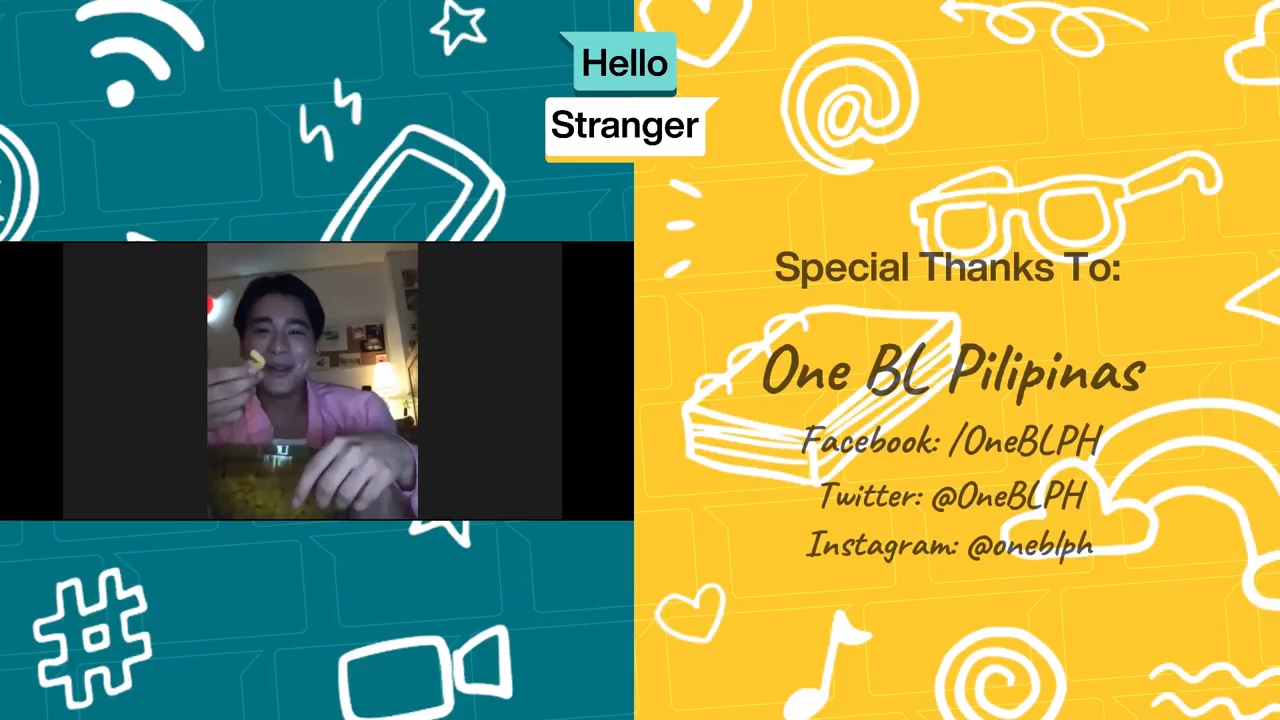 Hello
Stranger
Special Thanks To:
One BL Pilipinas
Facebook: /OneBLPH
Twitter: @OneBLPH
Instagram: @oneblph